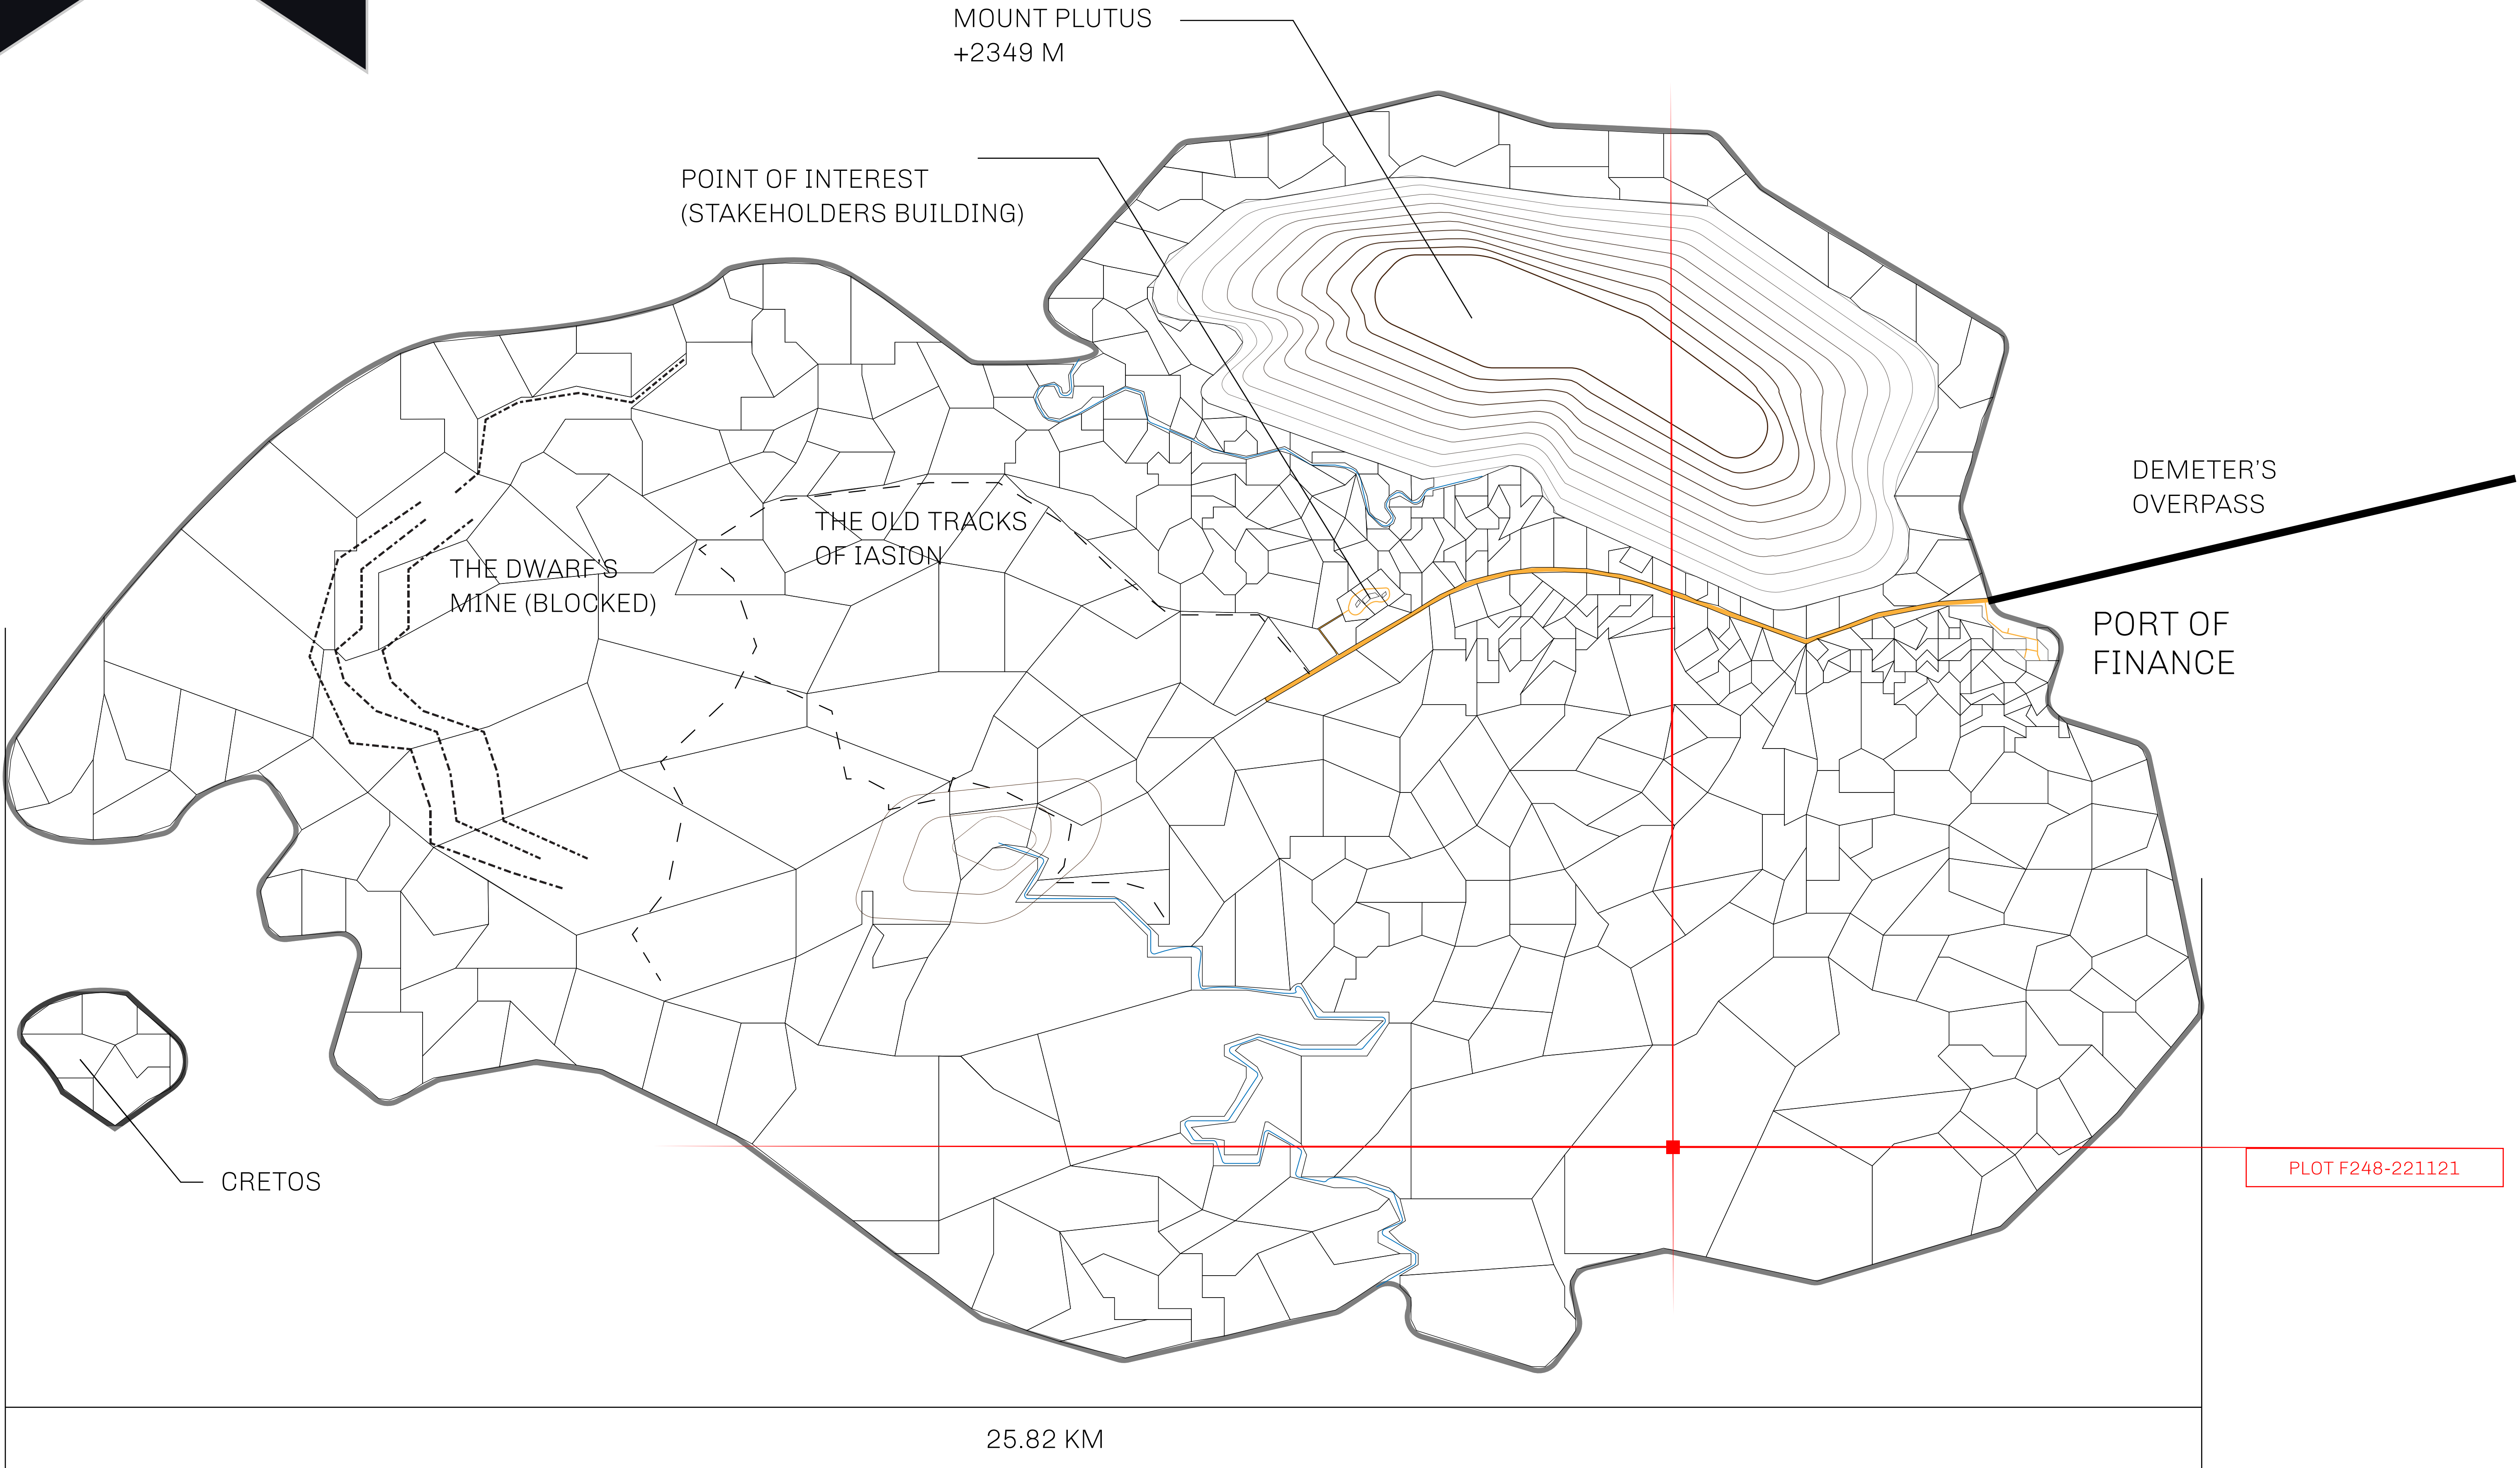 MOUNT PLUTUS
+2349 M
POINT OF INTEREST
(STAKEHOLDERS BUILDING)
DEMETER'S
OVERPASS
THE OLD TRACKS
OF IASION
THE DWARF'S
MINE (BLOCKED)
PORT OF
FINANCE
PLOT F248-221121
CRETOS
25.82 KM